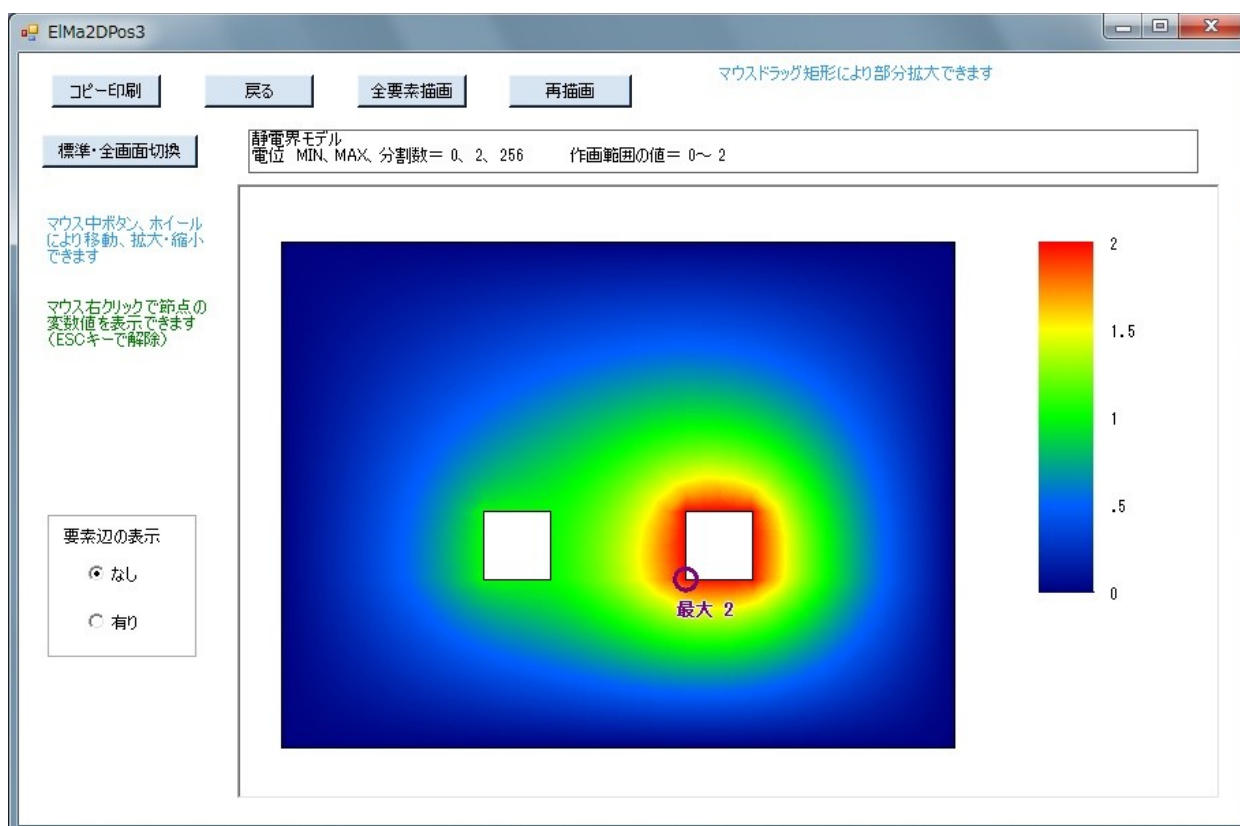 ElMa2DPos3
コピー印刷
戻る
全要素描画
再描画
マウスドラッグ矩形により部分拡大できます
標準・全画面切換
静電界モデル
電位 MIN、MAX、分割数= 0、2、256 作画範囲の値= 0～ 2
マウス中ボタン、ホイール
により移動、拡大・縮小
できます
マウス右クリックで節点の
変数値を表示できます
(ESCキーで解除)
要素辺の表示
なし
有り
最大 2
2
1.5
1
.5
0